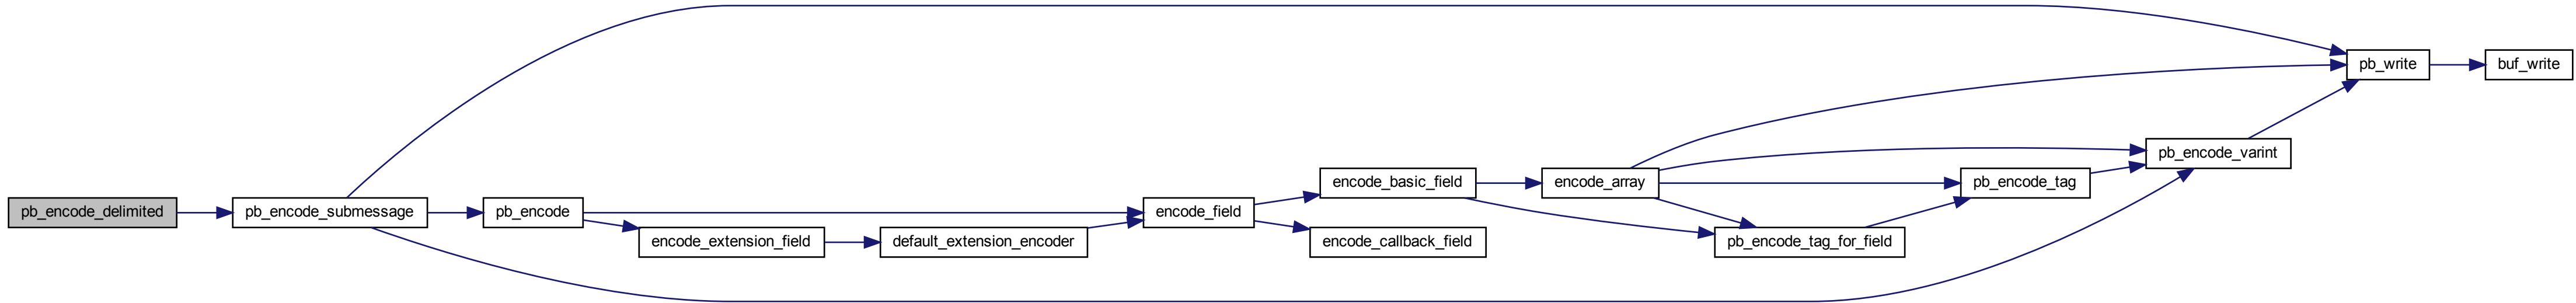 pb_encode_delimited
pb_encode_submessage
pb_encode
encode_extension_field
default_extension_encoder
encode_field
encode_basic_field
encode_callback_field
encode_array
pb_encode_tag_for_field
pb_encode_tag
pb_encode_varint
pb_write
buf_write